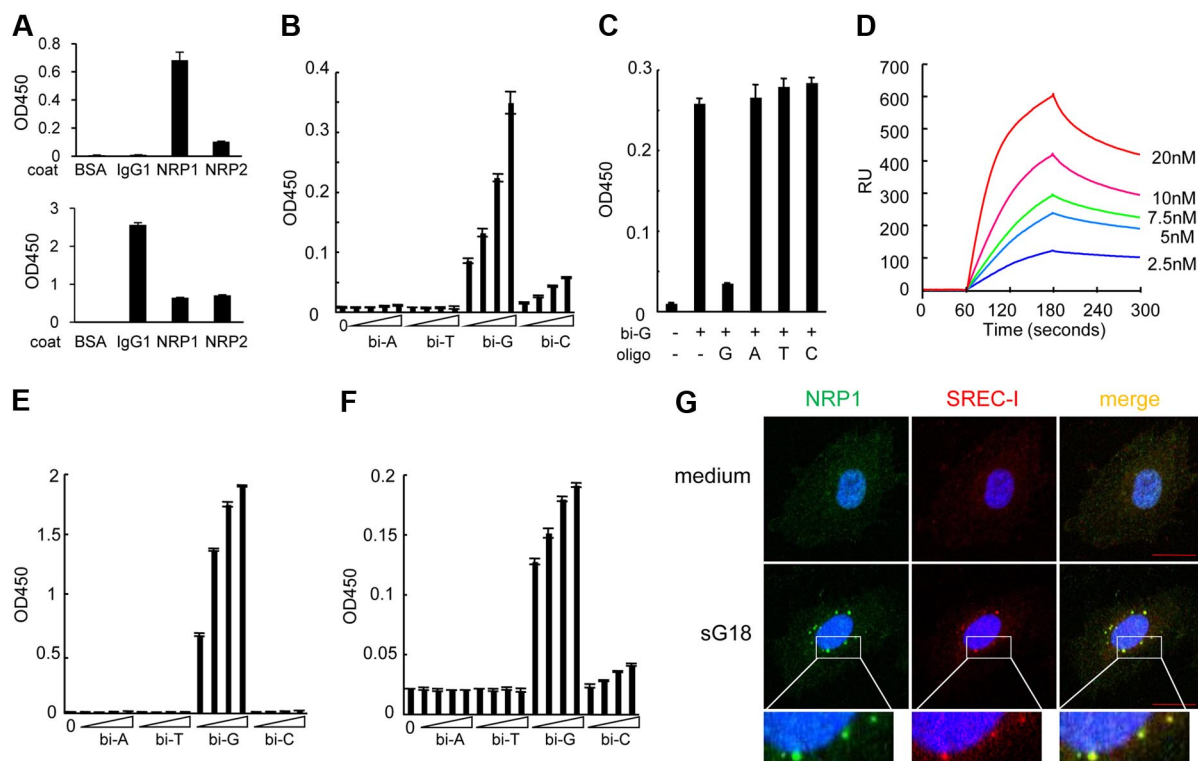 A
OD450
0.8
0.6
0.4
0.2
0
coat BSA IgG1 NRP1 NRP2
OD450
3
2
1
0
coat BSA IgG1 NRP1 NRP2
B
OD450
0.4
0.3
0.2
0.1
0
0
bi-A bi-T bi-G bi-C
C
OD450
0.3
0.2
0.1
0
bi-G - + + + + +
oligo - - G A T C
D
RU
700
600
500
400
300
200
100
0
0 60 120 180 240 300
Time (seconds)
20nM
10nM
7.5nM
5nM
2.5nM
E
OD450
2
1.5
1
0.5
0
0
bi-A bi-T bi-G bi-C
F
OD450
0.2
0.15
0.1
0.05
0
0
bi-A bi-T bi-G bi-C
G
NRP1 SREC-I merge
medium
sG18